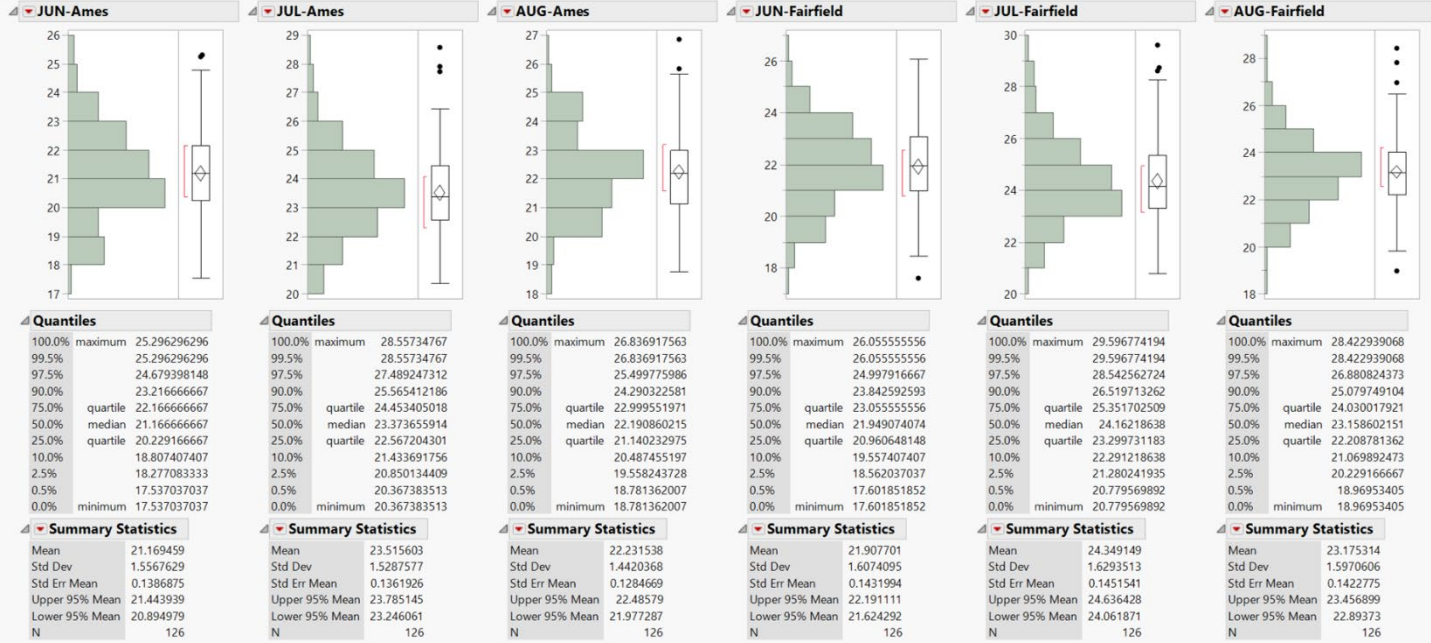 JUN-Ames
26
25
24
23
22
21
20
19
18
17
Quantiles
100.0% maximum 25.296296296
99.5% 25.296296296
97.5% 24.679398148
90.0% 23.216666667
75.0% quartile 22.166666667
50.0% median 21.166666667
25.0% quartile 20.229166667
10.0% 18.807407407
2.5% 18.277083333
0.5% 17.537037037
0.0% minimum 17.537037037
Summary Statistics
Mean 21.169459
Std Dev 1.5567629
Std Err Mean 0.1386875
Upper 95% Mean 21.443939
Lower 95% Mean 20.894979
N 126
JUL-Ames
29
28
27
26
25
24
23
22
21
20
Quantiles
100.0% maximum 28.55734767
99.5% 28.55734767
97.5% 27.489247312
90.0% 25.565412186
75.0% quartile 24.453405018
50.0% median 23.373655914
25.0% quartile 22.567204301
10.0% 21.433691756
2.5% 20.850134409
0.5% 20.367383513
0.0% minimum 20.367383513
Summary Statistics
Mean 23.515603
Std Dev 1.5287577
Std Err Mean 0.1361926
Upper 95% Mean 23.785145
Lower 95% Mean 23.246061
N 126
AUG-Ames
27
26
25
24
23
22
21
20
19
18
Quantiles
100.0% maximum 26.836917563
99.5% 26.836917563
97.5% 25.499775986
90.0% 24.290322581
75.0% quartile 22.999551971
50.0% median 22.190860215
25.0% quartile 21.140232975
10.0% 20.487455197
2.5% 19.558243728
0.5% 18.781362007
0.0% minimum 18.781362007
Summary Statistics
Mean 22.231538
Std Dev 1.4420368
Std Err Mean 0.1284669
Upper 95% Mean 22.48579
Lower 95% Mean 21.977287
N 126
JUN-Fairfield
26
24
22
20
18
Quantiles
100.0% maximum 26.055555556
99.5% 26.055555556
97.5% 24.997916667
90.0% 23.842592593
75.0% quartile 23.055555556
50.0% median 21.949074074
25.0% quartile 20.960648148
10.0% 19.557407407
2.5% 18.562037037
0.5% 17.601851852
0.0% minimum 17.601851852
Summary Statistics
Mean 21.907701
Std Dev 1.6074095
Std Err Mean 0.1431994
Upper 95% Mean 22.191111
Lower 95% Mean 21.624292
N 126
JUL-Fairfield
30
28
26
24
22
20
Quantiles
100.0% maximum 29.596774194
99.5% 29.596774194
97.5% 28.542562724
90.0% 26.519713262
75.0% quartile 25.351702509
50.0% median 24.16218638
25.0% quartile 23.299731183
10.0% 22.291218638
2.5% 21.280241935
0.5% 20.779569892
0.0% minimum 20.779569892
Summary Statistics
Mean 24.349149
Std Dev 1.6293513
Std Err Mean 0.1451541
Upper 95% Mean 24.636428
Lower 95% Mean 24.061871
N 126
AUG-Fairfield
28
26
24
22
20
18
Quantiles
100.0% maximum 28.422939068
99.5% 28.422939068
97.5% 26.880824373
90.0% 25.079749104
75.0% quartile 24.030017921
50.0% median 23.158602151
25.0% quartile 22.208781362
10.0% 21.069892473
2.5% 20.229166667
0.5% 18.96953405
0.0% minimum 18.96953405
Summary Statistics
Mean 23.175314
Std Dev 1.5970606
Std Err Mean 0.1422775
Upper 95% Mean 23.456899
Lower 95% Mean 22.89373
N 126